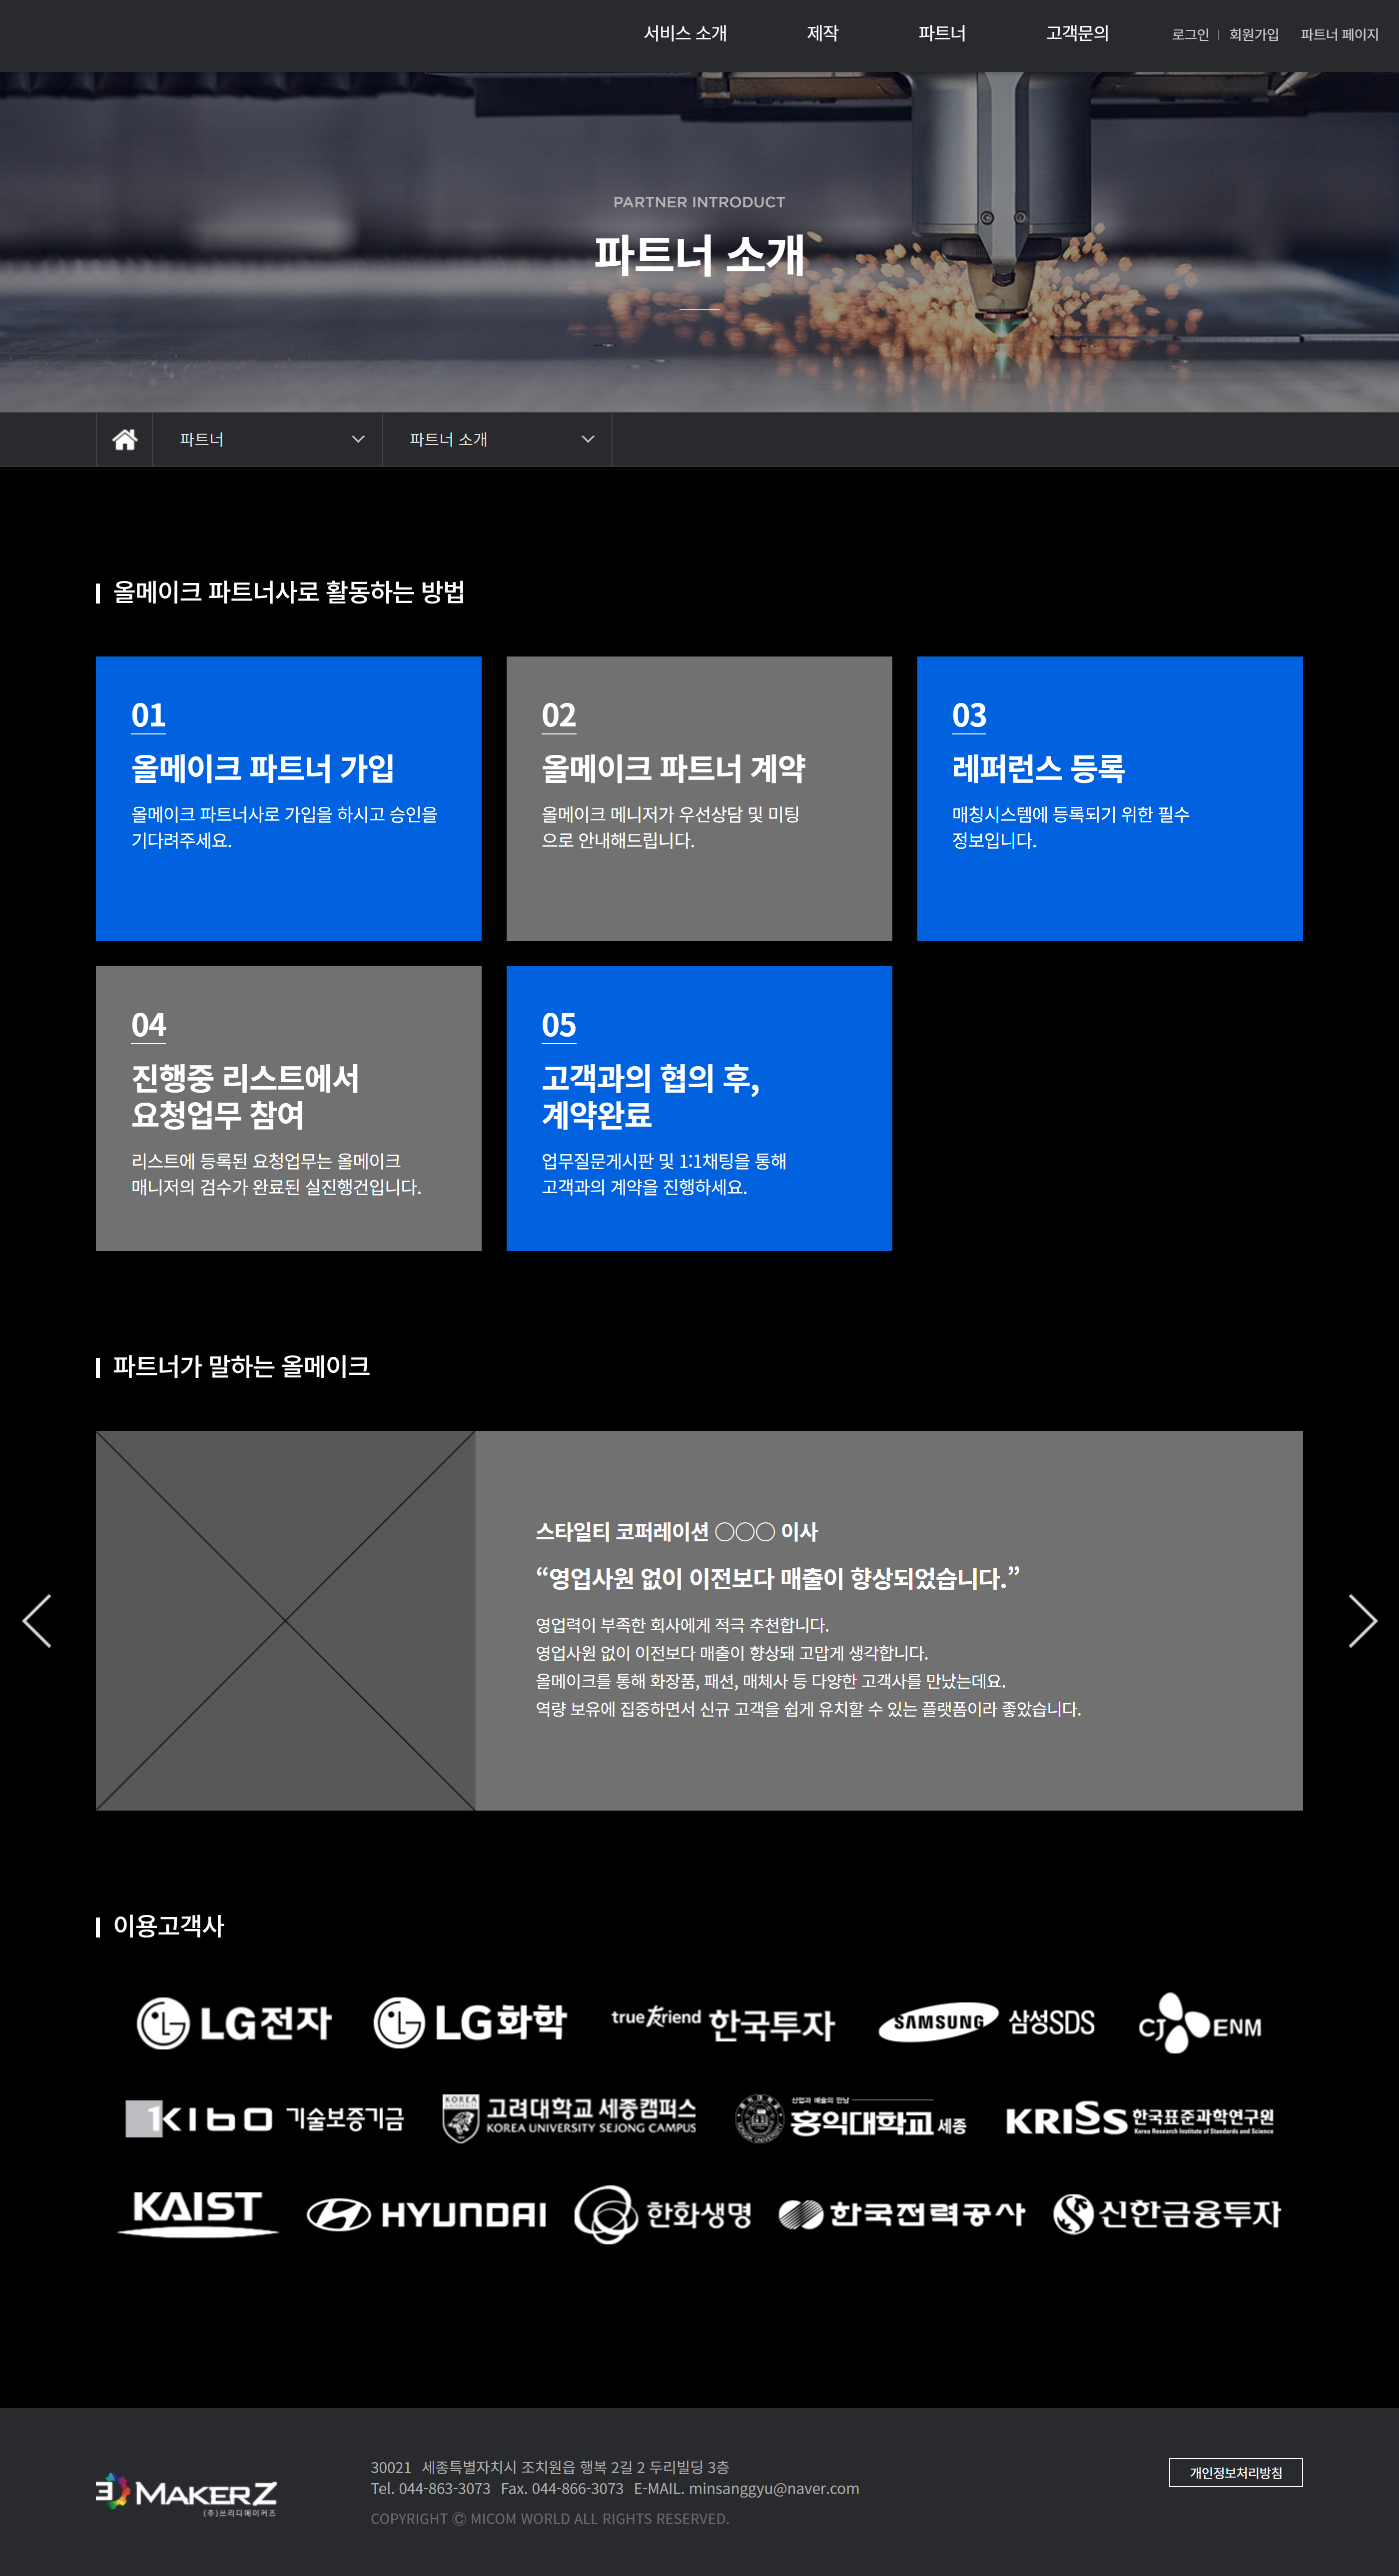 서비스 소개 제작 파트너 고객문의 로그인 | 회원가입 파트너 페이지
PARTNER INTRODUCT
파트너 소개
파트너 파트너 소개
올메이크 파트너사로 활동하는 방법
01
올메이크 파트너 가입
올메이크 파트너사로 가입을 하시고 승인을
기다려주세요.
02
올메이크 파트너 계약
올메이크 메니저가 우선상담 및 미팅
으로 안내해드립니다.
03
레퍼런스 등록
매칭시스템에 등록되기 위한 필수
정보입니다.
04
진행중 리스트에서
요청업무 참여
리스트에 등록된 요청업무는 올메이크
매니저의 검수가 완료된 실진행건입니다.
05
고객과의 협의 후,
계약완료
업무질문게시판 및 1:1채팅을 통해
고객과의 계약을 진행하세요.
파트너가 말하는 올메이크
스타일티 코퍼레이션 〇〇〇 이사
“영업사원 없이 이전보다 매출이 향상되었습니다.”
영업력이 부족한 회사에게 적극 추천합니다.
영업사원 없이 이전보다 매출이 향상돼 고맙게 생각합니다.
올메이크를 통해 화장품, 패션, 매체사 등 다양한 고객사를 만났는데요.
역량 보유에 집중하면서 신규 고객을 쉽게 유치할 수 있는 플랫폼이라 좋았습니다.
이용고객사
LG전자 LG화학 true friend 한국투자 SAMSUNG 삼성SDS CJ ENM
KIBO 기술보증기금
KOREA
고려대학교 세종캠퍼스
KOREA UNIVERSITY SEJONG CAMPUS
산업과 예술의 만남
홍익대학교 세종
KRISS 한국표준과학연구원
Korea Research Institute of Standards and Science
KAIST HYUNDAI 한화생명 한국전력공사 신한금융투자
3D MAKERZ
(주)쓰리디메이커즈
30021 세종특별자치시 조치원읍 행복 2길 2 두리빌딩 3층
Tel. 044-863-3073 Fax. 044-866-3073 E-MAIL. minsanggyu@naver.com
COPYRIGHT Ⓒ MICOM WORLD ALL RIGHTS RESERVED.
개인정보처리방침